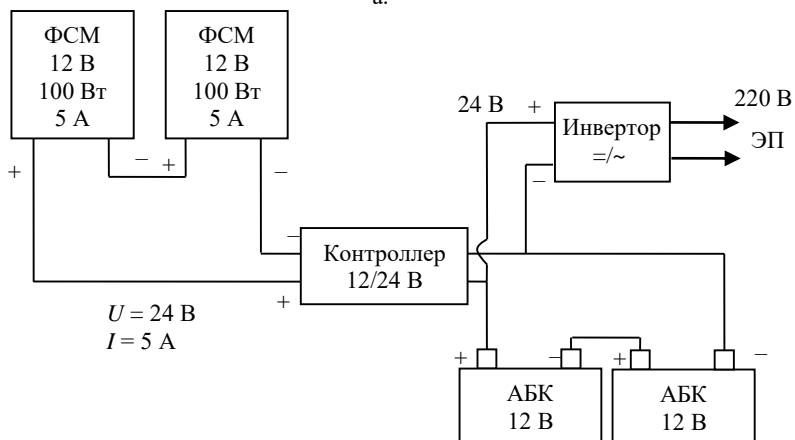 а.
ФСМ
12 В
100 Вт
5 А
ФСМ
12 В
100 Вт
5 А
24 В +
220 В
Инвертор
=/~
ЭП
+
– +
–
–
–
Контроллер
12/24 В
+
U = 24 В
I = 5 А
+ – + –
АБК
12 В
АБК
12 В